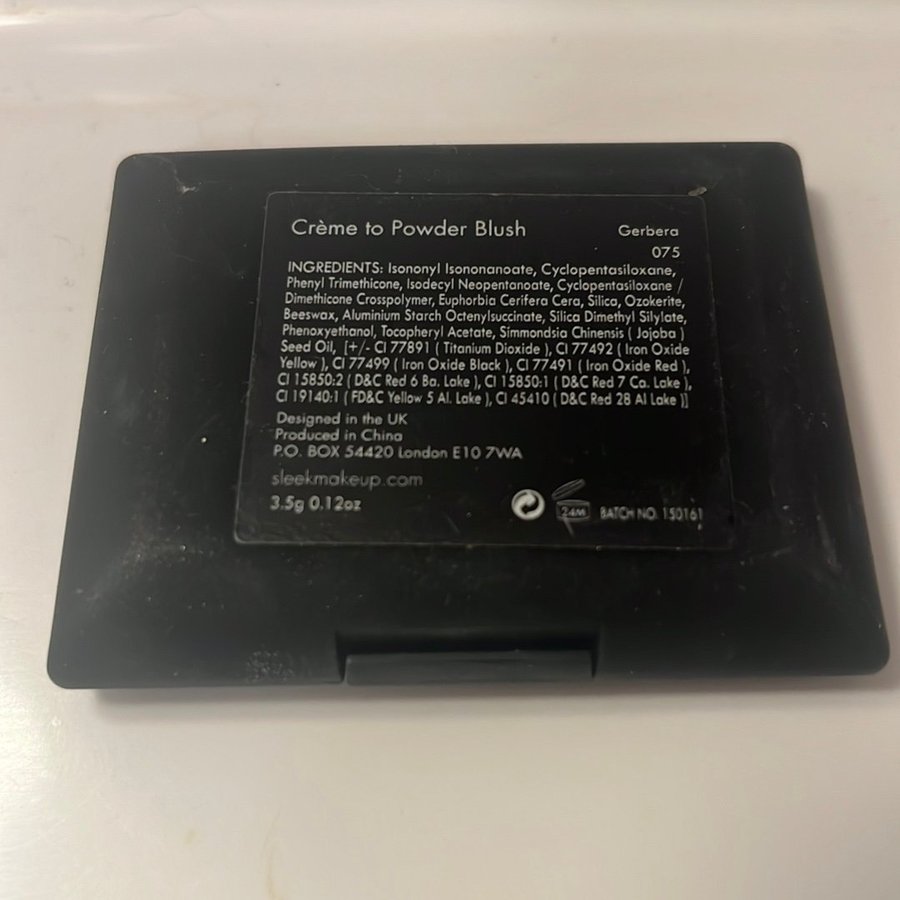 Crème to Powder Blush
Gerbera
075
INGREDIENTS: Isononyl Isononanoate, Cyclopentasiloxane,
Phenyl Trimethicone, Isodecyl Neopentanoate, Cyclopentasiloxane /
Dimethicone Crosspolymer, Euphorbia Cerifera Cera, Silica, Ozokerite,
Beeswax, Aluminium Starch Octenylsuccinate, Silica Dimethyl Silylate,
Phenoxyethanol, Tocopheryl Acetate, Simmondsia Chinensis ( Jojoba )
Seed Oil, [+/- CI 77891 ( Titanium Dioxide ), CI 77492 ( Iron Oxide
Yellow ), CI 77499 ( Iron Oxide Black ), CI 77491 ( Iron Oxide Red ),
CI 15850:2 ( D&C Red 6 Ba. Lake ), CI 15850:1 ( D&C Red 7 Ca. Lake ),
CI 19140:1 ( FD&C Yellow 5 Al. Lake ), CI 45410 ( D&C Red 28 Al Lake )]
Designed in the UK
Produced in China
P.O. BOX 54420 London E10 7WA
sleekmakeup.com
3.5g 0.12oz
24M
BATCH NO. 150161